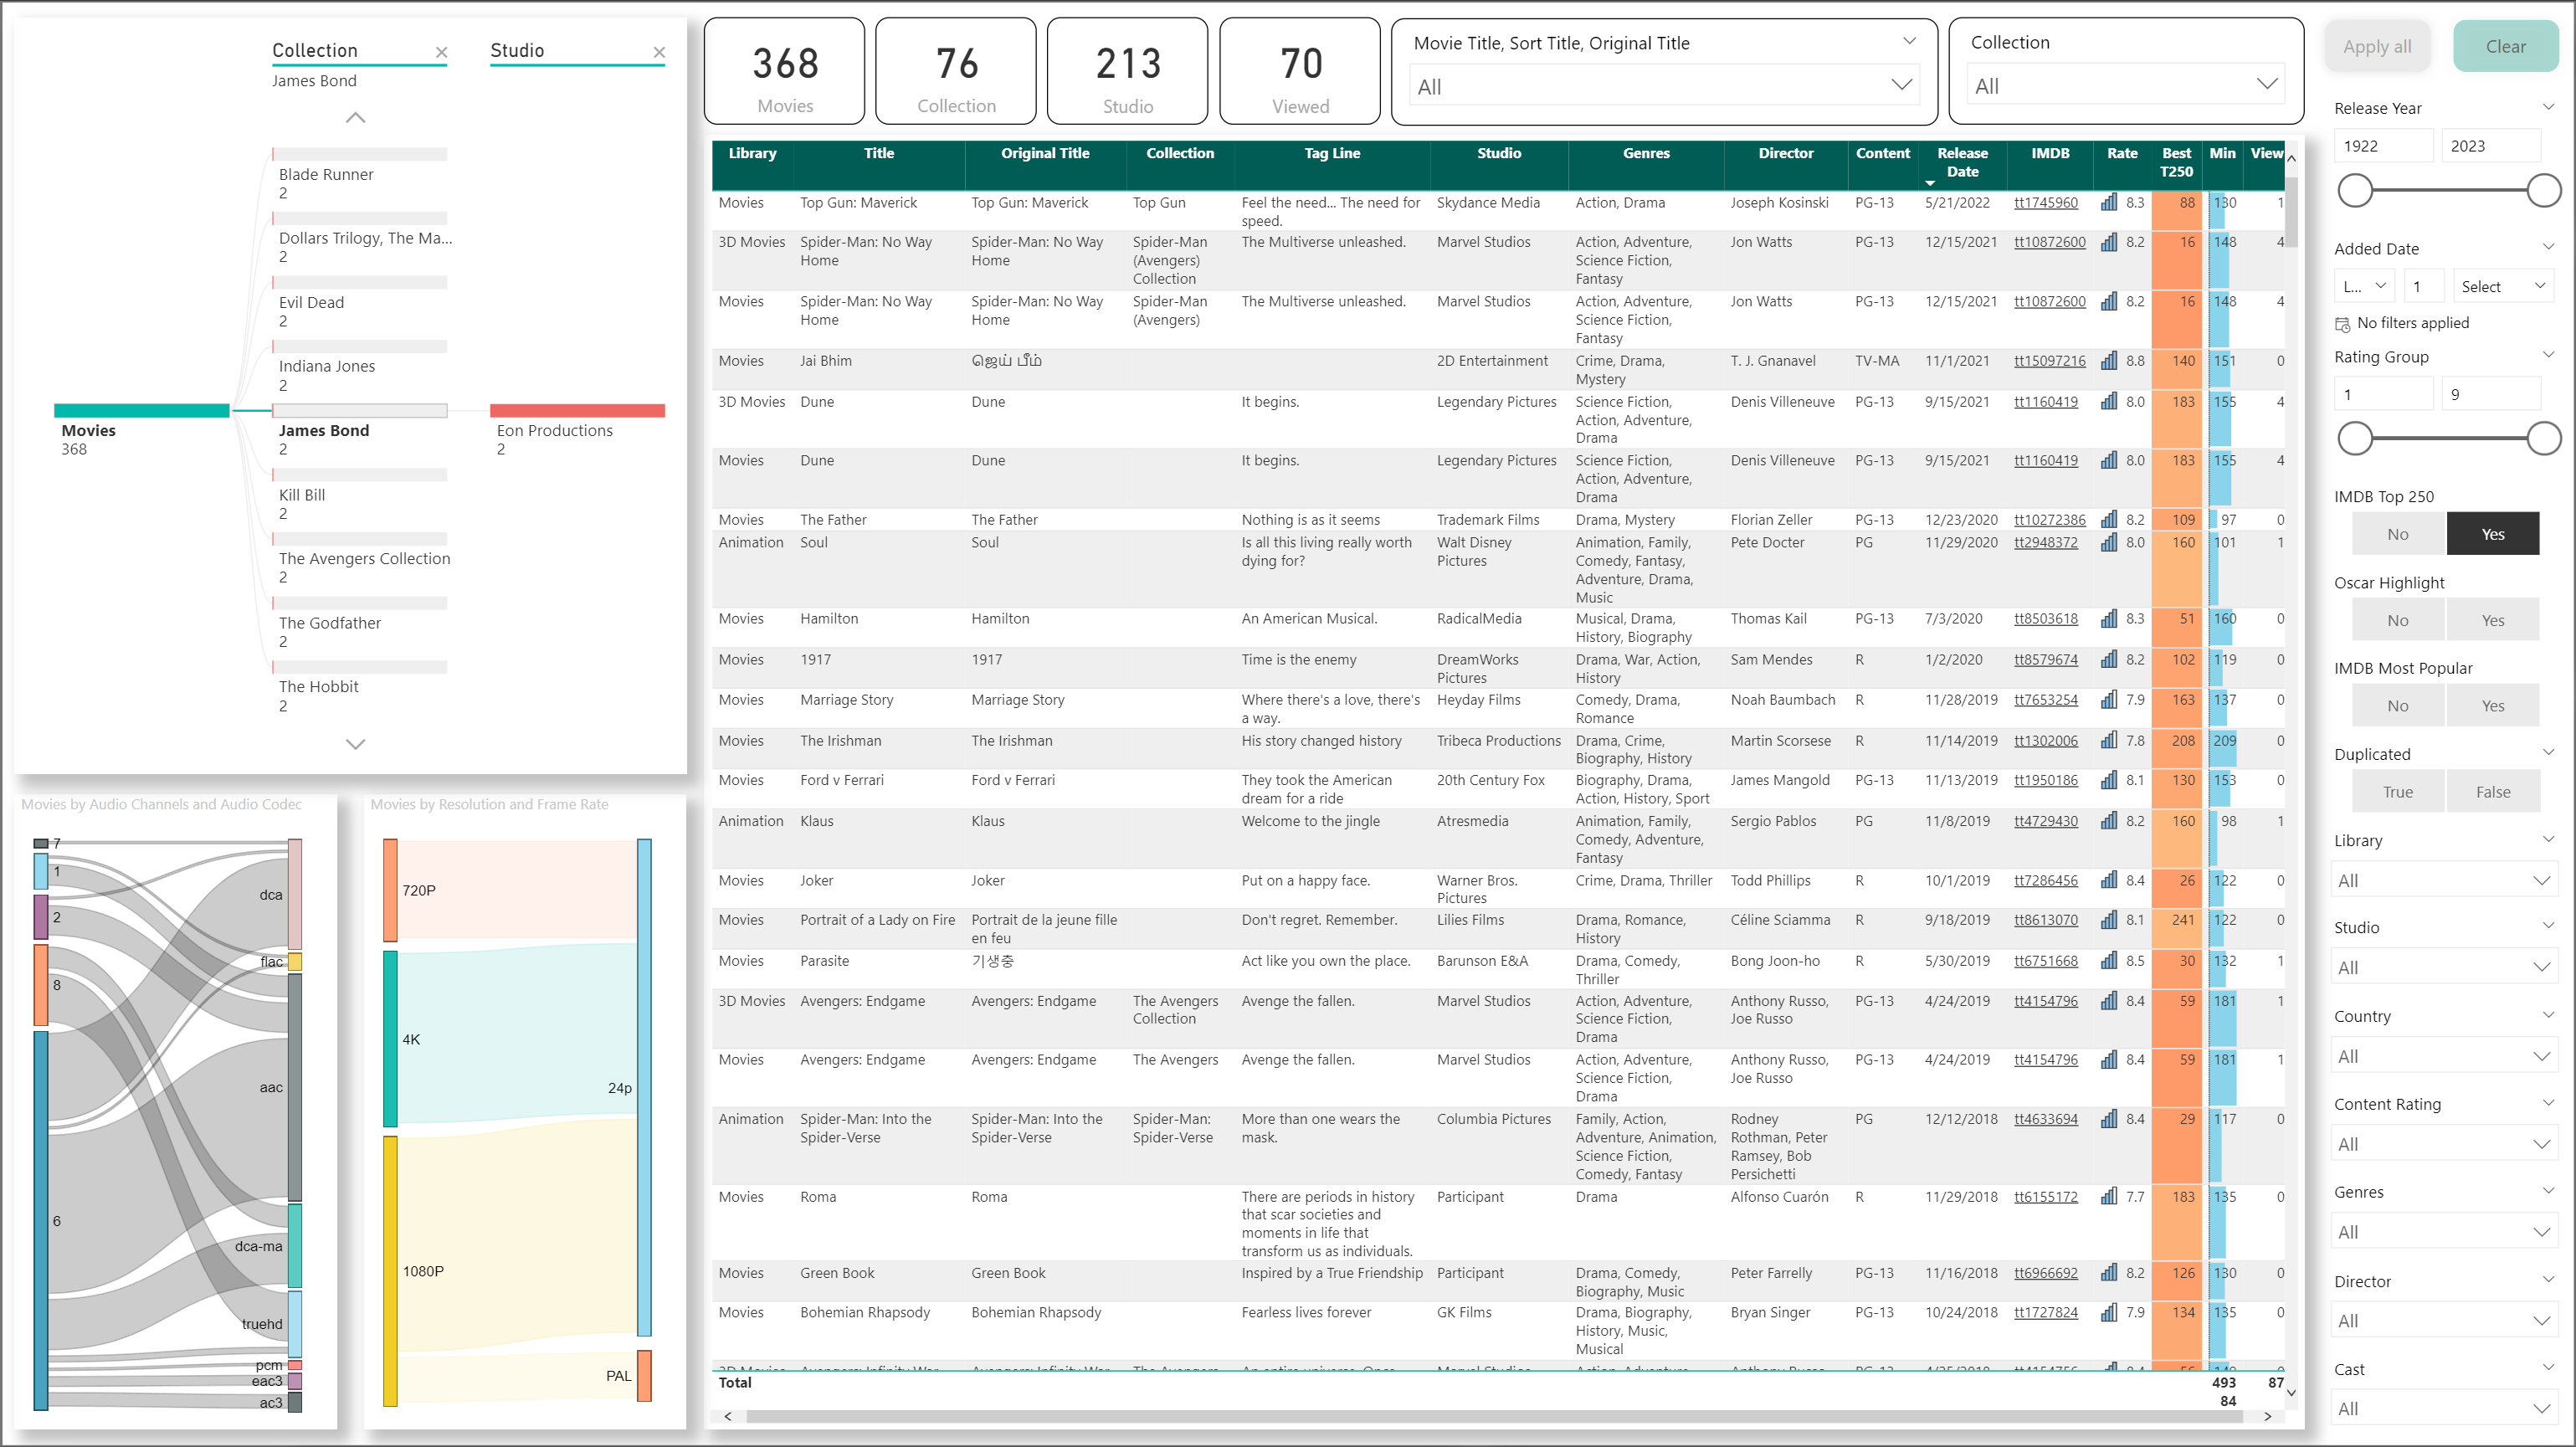 Collection
Studio
James Bond
Blade Runner
2
Dollars Trilogy, The Ma...
2
Evil Dead
2
Indiana Jones
2
Movies
368
James Bond
2
Eon Productions
2
Kill Bill
2
The Avengers Collection
2
The Godfather
2
The Hobbit
2
Movies by Audio Channels and Audio Codec
7
1
2
8
6
dca
flac
aac
dca-ma
truehd
pcm
eac3
ac3
Movies by Resolution and Frame Rate
720P
4K
1080P
24p
PAL
368
Movies
76
Collection
213
Studio
70
Viewed
Movie Title, Sort Title, Original Title
All
Collection
All
Apply all
Clear
Library Title Original Title Collection Tag Line Studio Genres Director Content Release IMDB Rate Best Min View
Date T250
Movies Top Gun: Maverick Top Gun: Maverick Top Gun Feel the need... The need for Skydance Media Action, Drama Joseph Kosinski PG-13 5/21/2022 tt1745960 8.3 88 130 1
speed.
3D Movies Spider-Man: No Way Spider-Man: No Way Spider-Man The Multiverse unleashed. Marvel Studios Action, Adventure, Jon Watts PG-13 12/15/2021 tt10872600 8.2 16 148 4
Home Home (Avengers) Science Fiction,
Collection Fantasy
Movies Spider-Man: No Way Spider-Man: No Way Spider-Man The Multiverse unleashed. Marvel Studios Action, Adventure, Jon Watts PG-13 12/15/2021 tt10872600 8.2 16 148 4
Home Home (Avengers) Science Fiction,
Fantasy
Movies Jai Bhim ஜெய் பீம் 2D Entertainment Crime, Drama, T. J. Gnanavel TV-MA 11/1/2021 tt15097216 8.8 140 151 0
Mystery
3D Movies Dune Dune It begins. Legendary Pictures Science Fiction, Denis Villeneuve PG-13 9/15/2021 tt1160419 8.0 183 155 4
Action, Adventure,
Drama
Movies Dune Dune It begins. Legendary Pictures Science Fiction, Denis Villeneuve PG-13 9/15/2021 tt1160419 8.0 183 155 4
Action, Adventure,
Drama
Movies The Father The Father Nothing is as it seems Trademark Films Drama, Mystery Florian Zeller PG-13 12/23/2020 tt10272386 8.2 109 97 0
Animation Soul Soul Is all this living really worth Walt Disney Animation, Family, Pete Docter PG 11/29/2020 tt2948372 8.0 160 101 1
dying for? Pictures Comedy, Fantasy,
Adventure, Drama,
Music
Movies Hamilton Hamilton An American Musical. RadicalMedia Musical, Drama, Thomas Kail PG-13 7/3/2020 tt8503618 8.3 51 160 0
History, Biography
Movies 1917 1917 Time is the enemy DreamWorks Drama, War, Action, Sam Mendes R 1/2/2020 tt8579674 8.2 102 119 0
Pictures History
Movies Marriage Story Marriage Story Where there's a love, there's Heyday Films Comedy, Drama, Noah Baumbach R 11/28/2019 tt7653254 7.9 163 137 0
a way. Romance
Movies The Irishman The Irishman His story changed history Tribeca Productions Drama, Crime, Martin Scorsese R 11/14/2019 tt1302006 7.8 208 209 0
Biography, History
Movies Ford v Ferrari Ford v Ferrari They took the American 20th Century Fox Biography, Drama, James Mangold PG-13 11/13/2019 tt1950186 8.1 130 153 0
dream for a ride Action, History, Sport
Animation Klaus Klaus Welcome to the jingle Atresmedia Animation, Family, Sergio Pablos PG 11/8/2019 tt4729430 8.2 160 98 1
Comedy, Adventure,
Fantasy
Movies Joker Joker Put on a happy face. Warner Bros. Crime, Drama, Thriller Todd Phillips R 10/1/2019 tt7286456 8.4 26 122 0
Pictures
Movies Portrait of a Lady on Fire Portrait de la jeune fille Don't regret. Remember. Lilies Films Drama, Romance, Céline Sciamma R 9/18/2019 tt8613070 8.1 241 122 0
en feu History
Movies Parasite 기생충 Act like you own the place. Barunson E&A Drama, Comedy, Bong Joon-ho R 5/30/2019 tt6751668 8.5 30 132 1
Thriller
3D Movies Avengers: Endgame Avengers: Endgame The Avengers Avenge the fallen. Marvel Studios Action, Adventure, Anthony Russo, PG-13 4/24/2019 tt4154796 8.4 59 181 1
Collection Science Fiction, Joe Russo
Drama
Movies Avengers: Endgame Avengers: Endgame The Avengers Avenge the fallen. Marvel Studios Action, Adventure, Anthony Russo, PG-13 4/24/2019 tt4154796 8.4 59 181 1
Science Fiction, Joe Russo
Drama
Animation Spider-Man: Into the Spider-Man: Into the Spider-Man: More than one wears the Columbia Pictures Family, Action, Rodney PG 12/12/2018 tt4633694 8.4 29 117 0
Spider-Verse Spider-Verse Spider-Verse mask. Adventure, Animation, Rothman, Peter
Science Fiction, Ramsey, Bob
Comedy, Fantasy Persichetti
Movies Roma Roma There are periods in history Participant Drama Alfonso Cuarón R 11/29/2018 tt6155172 7.7 183 135 0
that scar societies and
moments in life that
transform us as individuals.
Movies Green Book Green Book Inspired by a True Friendship Participant Drama, Comedy, Peter Farrelly PG-13 11/16/2018 tt6966692 8.2 126 130 0
Biography, Music
Movies Bohemian Rhapsody Bohemian Rhapsody Fearless lives forever GK Films Drama, Biography, Bryan Singer PG-13 10/24/2018 tt1727824 7.9 134 135 0
History, Music,
Musical
Total 493 87
84
Release Year
1922 2023
Added Date
L... 1 Select
No filters applied
Rating Group
1 9
IMDB Top 250
No Yes
Oscar Highlight
No Yes
IMDB Most Popular
No Yes
Duplicated
True False
Library
All
Studio
All
Country
All
Content Rating
All
Genres
All
Director
All
Cast
All